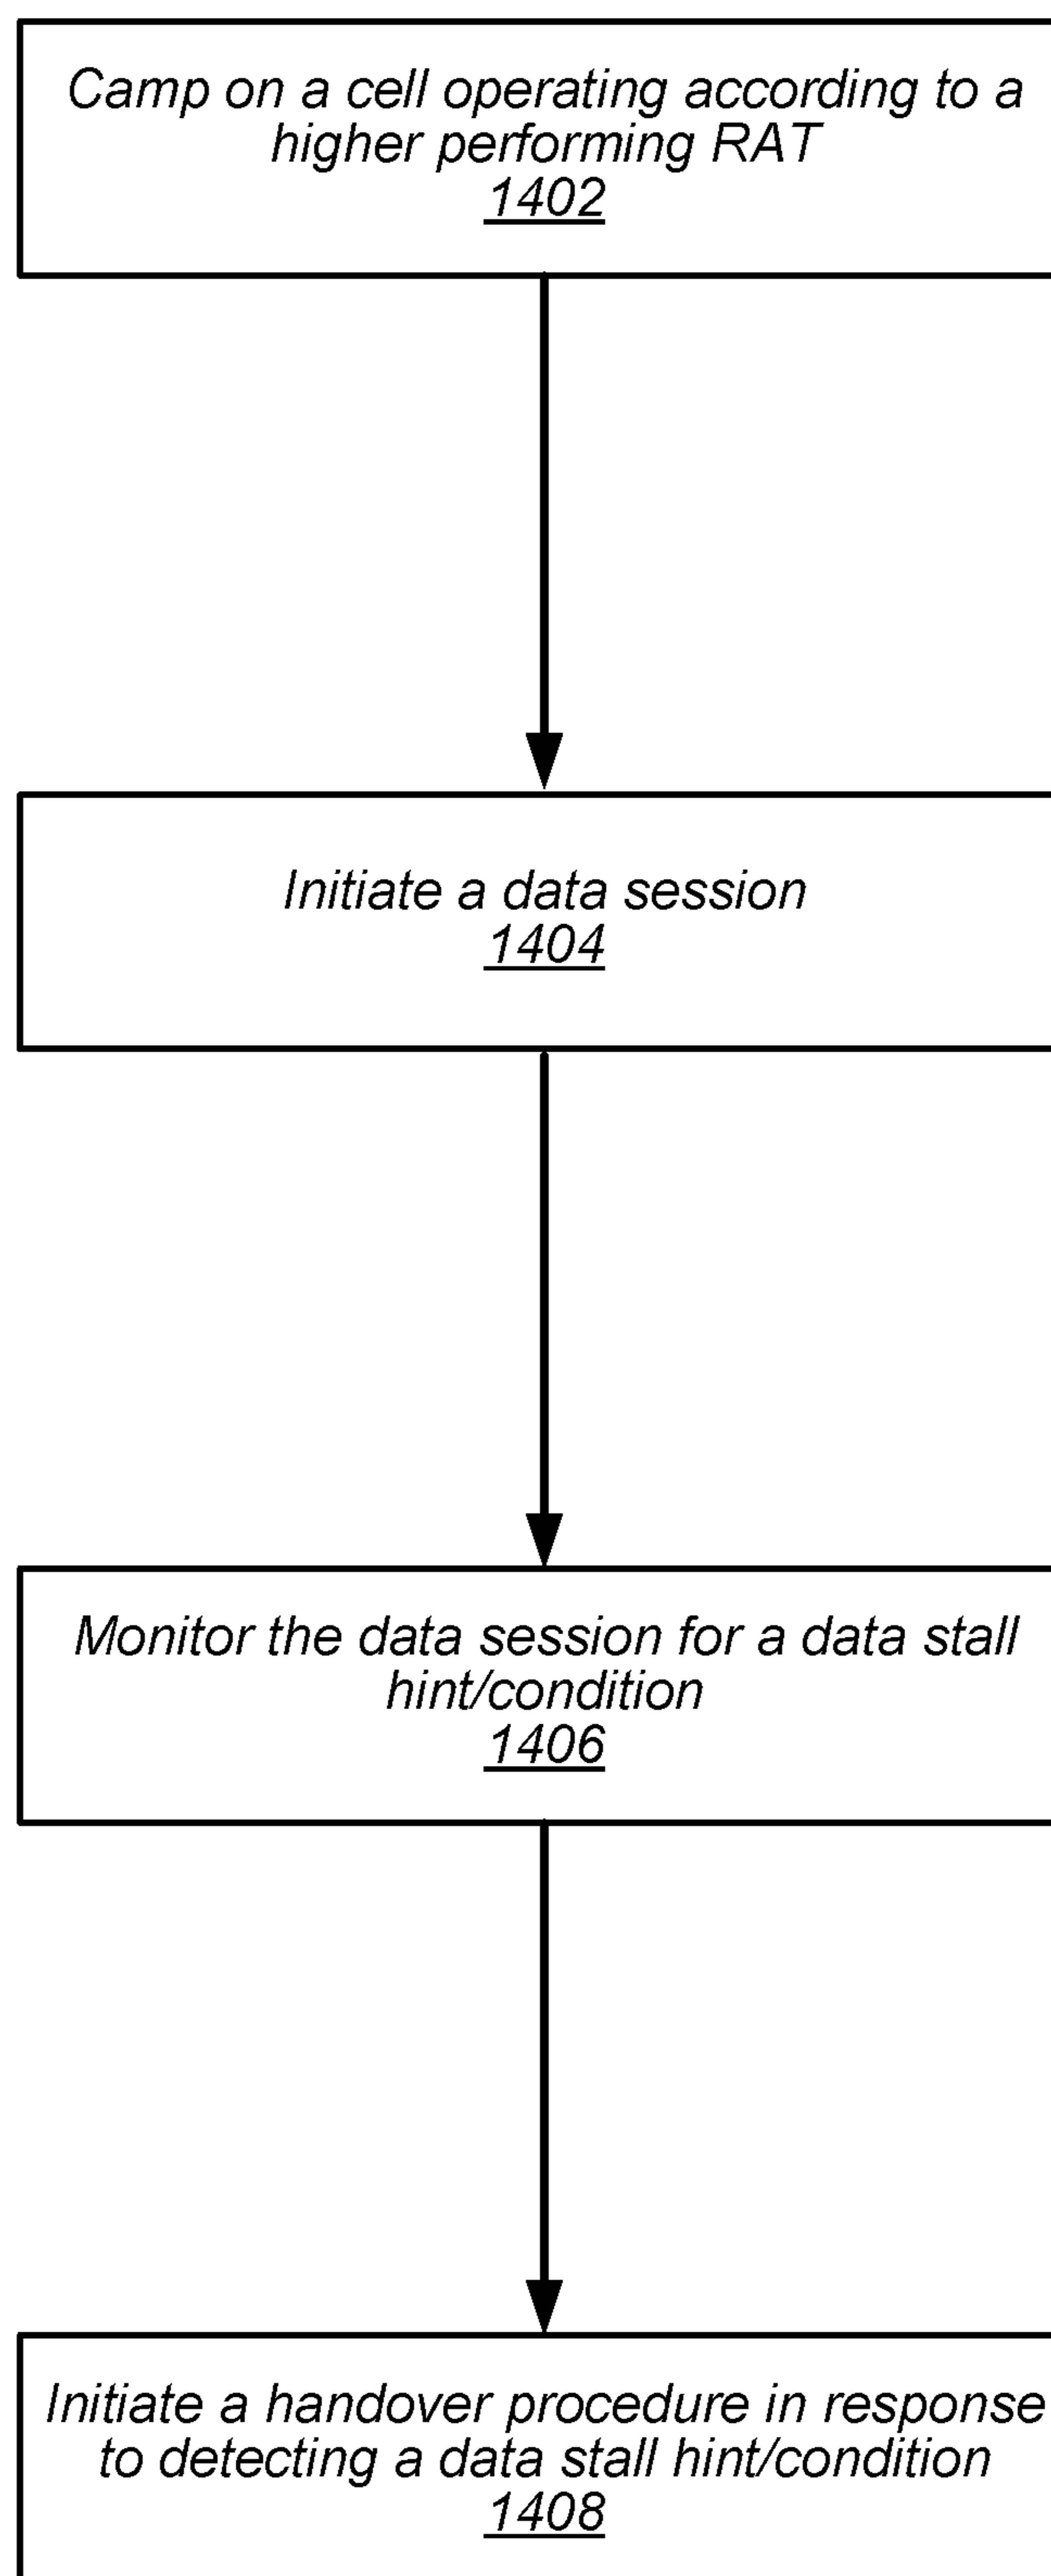 Camp on a cell operating according to a
higher performing RAT
1402
Initiate a data session
1404
Monitor the data session for a data stall
hint/condition
1406
Initiate a handover procedure in response
to detecting a data stall hint/condition
1408